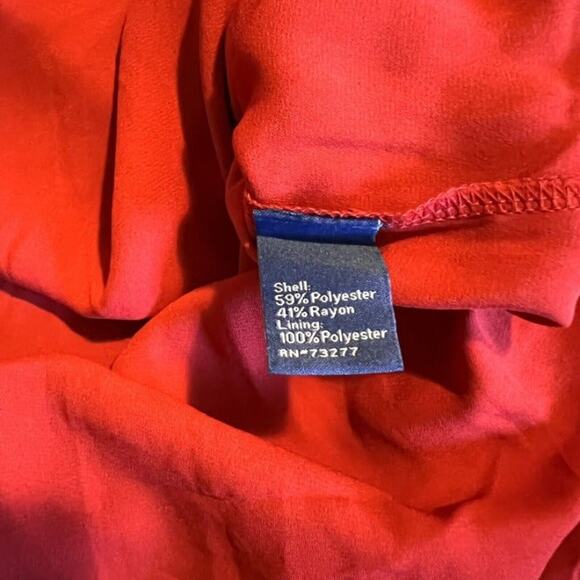 Shell:
59% Polyester
41% Rayon
Lining:
100% Polyester
RN#73277